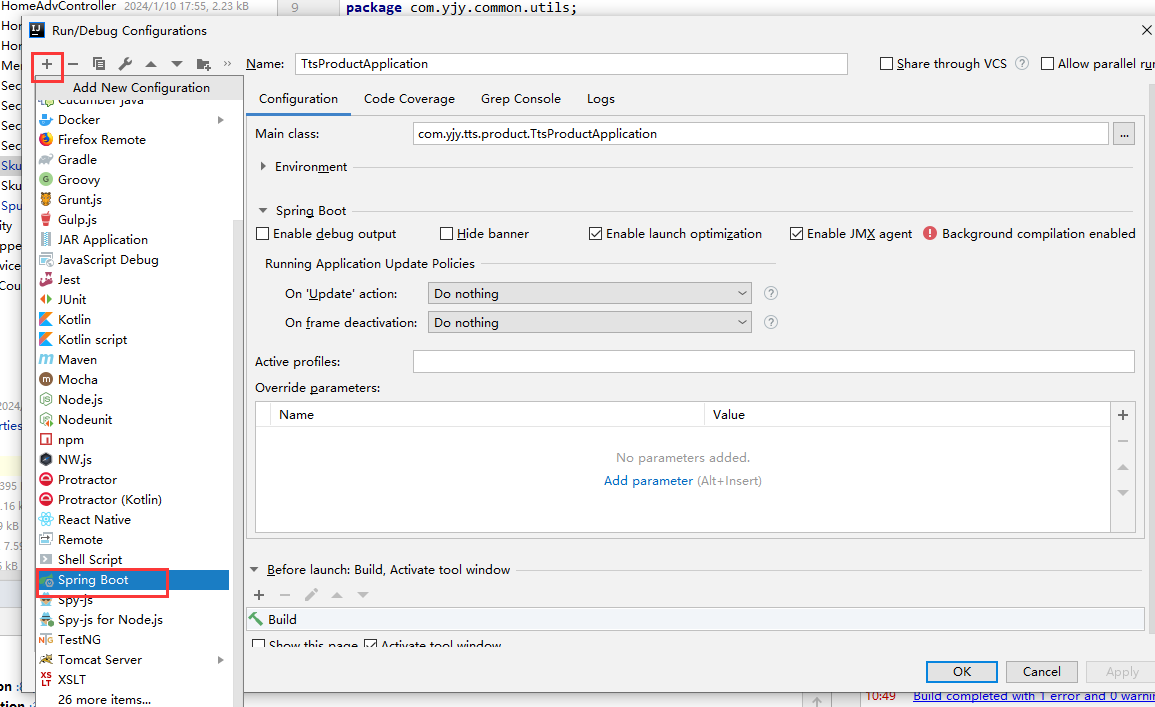 HomeAdvController 2024/1/10 17:55, 2.23 kB
9 package com.yjy.common.utils;
Run/Debug Configurations
Name: TtsProductApplication
Share through VCS
Allow parallel
Add New Configuration
Cucumber Java
Docker
Firefox Remote
Gradle
Groovy
Grunt.js
Gulp.js
JAR Application
JavaScript Debug
Jest
JUnit
Kotlin
Kotlin script
Maven
Mocha
Node.js
Nodeunit
npm
NW.js
Protractor
Protractor (Kotlin)
React Native
Remote
Shell Script
Spring Boot
Spy-js
Spy-js for Node.js
TestNG
Tomcat Server
XSLT
26 more items...
Configuration Code Coverage Grep Console Logs
Main class: com.yjy.tts.product.TtsProductApplication ...
Environment
Spring Boot
Enable debug output Hide banner Enable launch optimization Enable JMX agent Background compilation enabled
Running Application Update Policies
On 'Update' action: Do nothing
On frame deactivation: Do nothing
Active profiles:
Override parameters:
Name Value
No parameters added.
Add parameter (Alt+Insert)
Before launch: Build, Activate tool window
Build
Show this page Activate tool window
OK Cancel Apply
10:49 Build completed with 1 error and 0